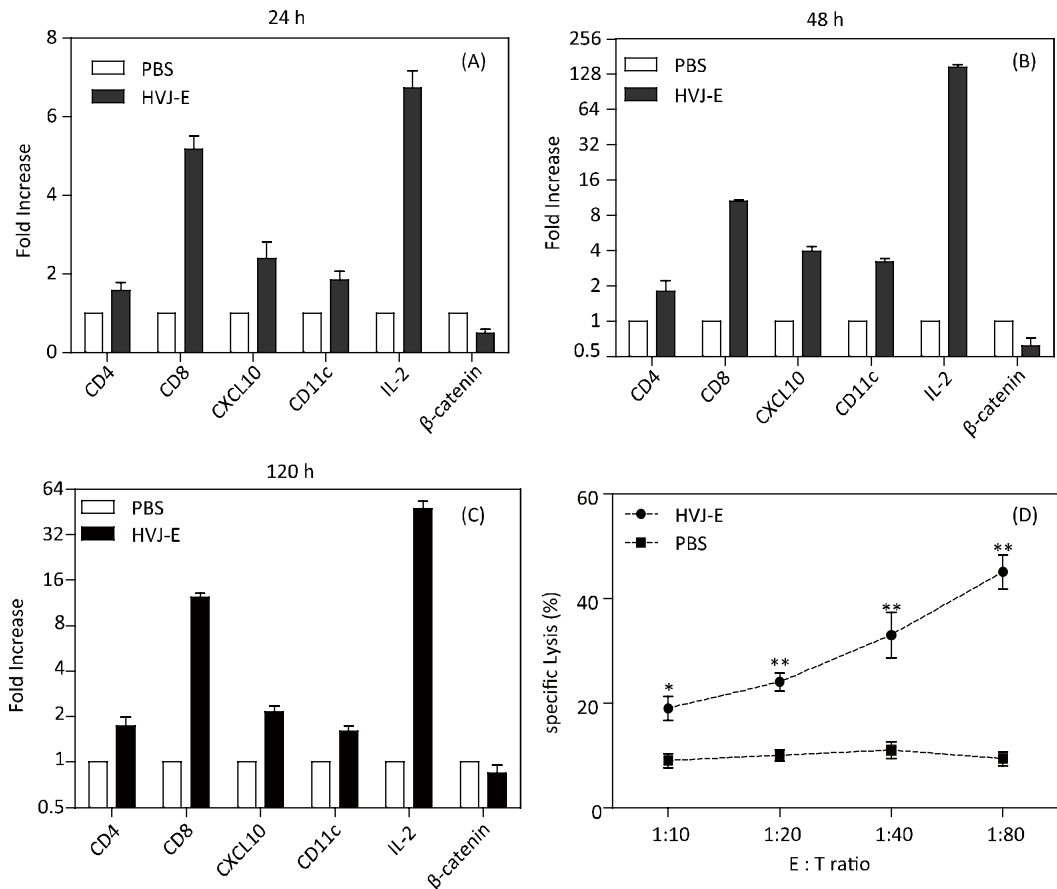 24 h
(A)
PBS
HVJ-E
Fold Increase
8
6
4
2
0
CD4
CD8
CXCL10
CD11c
IL-2
β-catenin
48 h
(B)
PBS
HVJ-E
Fold Increase
256
128
64
32
16
8
4
2
1
0.5
CD4
CD8
CXCL10
CD11c
IL-2
β-catenin
120 h
(C)
PBS
HVJ-E
Fold Increase
64
32
16
8
4
2
1
0.5
CD4
CD8
CXCL10
CD11c
IL-2
β-catenin
(D)
HVJ-E
PBS
specific Lysis (%)
60
40
20
0
*
**
**
**
1:10
1:20
1:40
1:80
E : T ratio